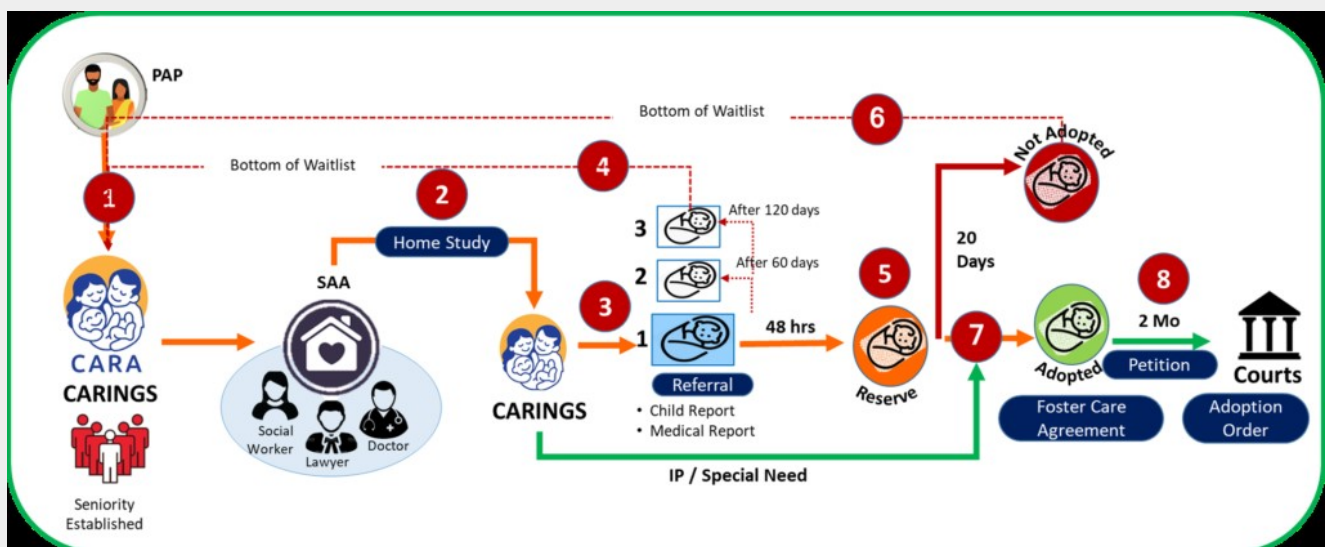 PAP
Bottom of Waitlist
6
Not Adopted
Bottom of Waitlist
4
1
2
Home Study
3
After 120 days
2
After 60 days
SAA
20
Days
5
8
3
1
48 hrs
7
2 Mo
CARA
CARINGS
Reserve
Adopted
Petition
Courts
Referral
• Child Report
• Medical Report
Foster Care
Agreement
Adoption
Order
Social
Worker
Lawyer
Doctor
CARINGS
IP / Special Need
Seniority
Established